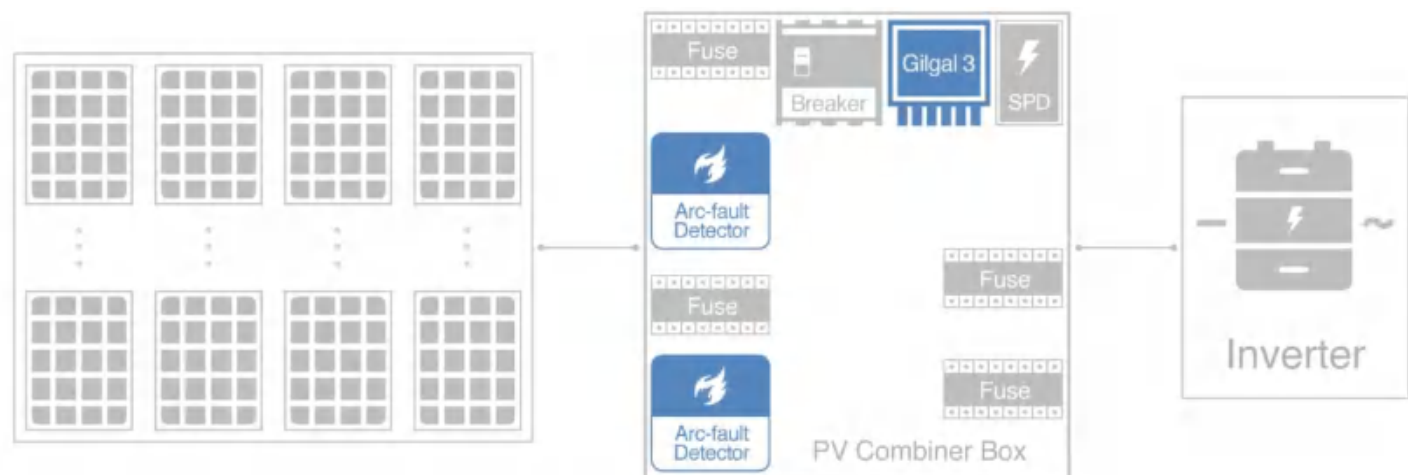 Fuse
Breaker
Gilgal 3
SPD
Arc-fault
Detector
Fuse
Fuse
Arc-fault
Detector
Fuse
PV Combiner Box
Inverter